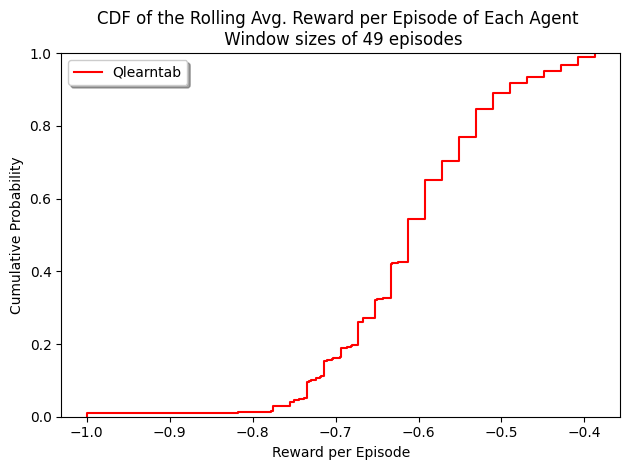 CDF of the Rolling Avg. Reward per Episode of Each Agent
Window sizes of 49 episodes
Qlearntab
1.0
0.8
0.6
0.4
0.2
0.0
Cumulative Probability
−1.0 −0.9 −0.8 −0.7 −0.6 −0.5 −0.4
Reward per Episode